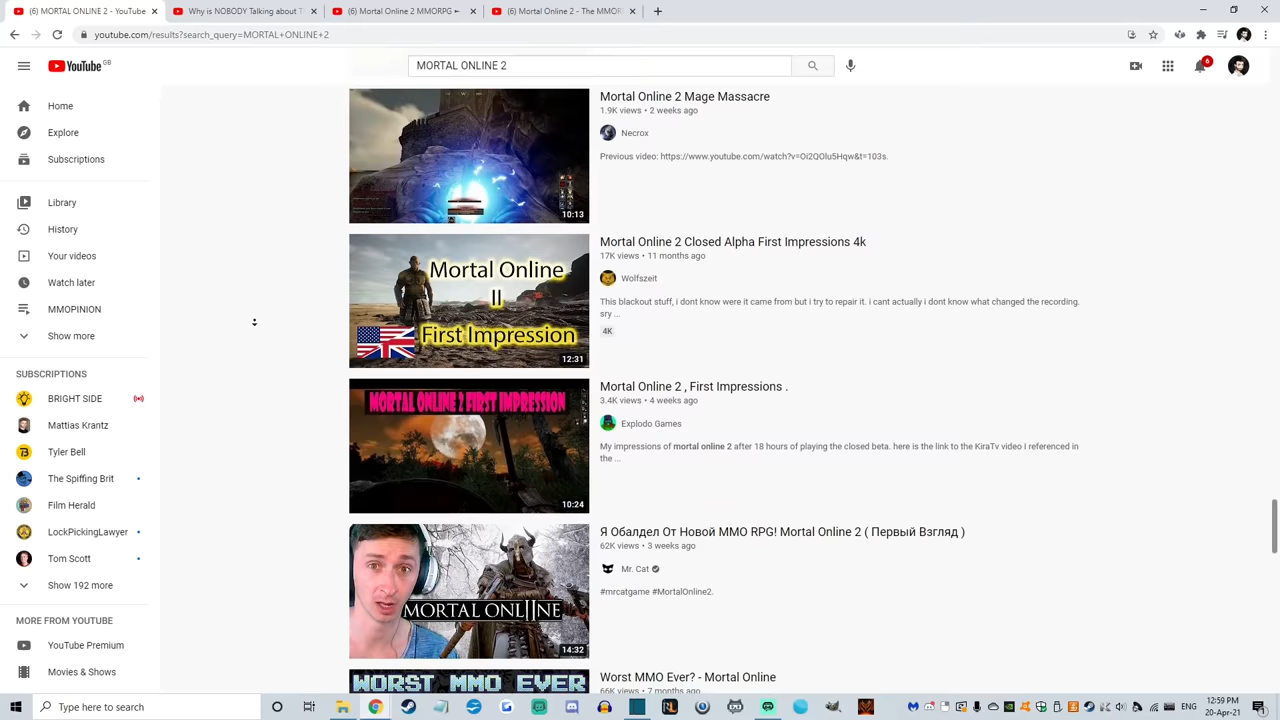 (6) MORTAL ONLINE 2 - YouTube
Why is NOBODY Talking about T
(6) Mortal Online 2 MMORPG -
(6) Mortal Online 2 - The MMOR
youtube.com/results?search_query=MORTAL+ONLINE+2
YouTube GB
MORTAL ONLINE 2
6
Home
Explore
Subscriptions
Library
History
Your videos
Watch later
MMOPINION
Show more
SUBSCRIPTIONS
BRIGHT SIDE
Mattias Krantz
Tyler Bell
The Spiffing Brit
Film Herald
LockPickingLawyer
Tom Scott
Show 192 more
MORE FROM YOUTUBE
YouTube Premium
Movies & Shows
10:13
Mortal Online 2 Mage Massacre
1.9K views • 2 weeks ago
Necrox
Previous video: https://www.youtube.com/watch?v=Oi2QOlu5Hqw&t=103s.
Mortal Online
II
First Impression
12:31
Mortal Online 2 Closed Alpha First Impressions 4k
17K views • 11 months ago
Wolfszeit
This blackout stuff, i dont know were it came from but i try to repair it. i cant actually i dont know what changed the recording.
sry ...
4K
MORTAL ONLINE 2 FIRST IMPRESSION
10:24
Mortal Online 2 , First Impressions .
3.4K views • 4 weeks ago
Explodo Games
My impressions of mortal online 2 after 18 hours of playing the closed beta. here is the link to the KiraTv video I referenced in
the ...
MORTAL ONLIINE
14:32
Я Обалдел От Новой ММО RPG! Mortal Online 2 ( Первый Взгляд )
62K views • 3 weeks ago
Mr. Cat
#mrcatgame #MortalOnline2.
WORST MMO EVER
Worst MMO Ever? - Mortal Online
66K views • 7 months ago
Type here to search
ENG
12:59 PM
20-Apr-21